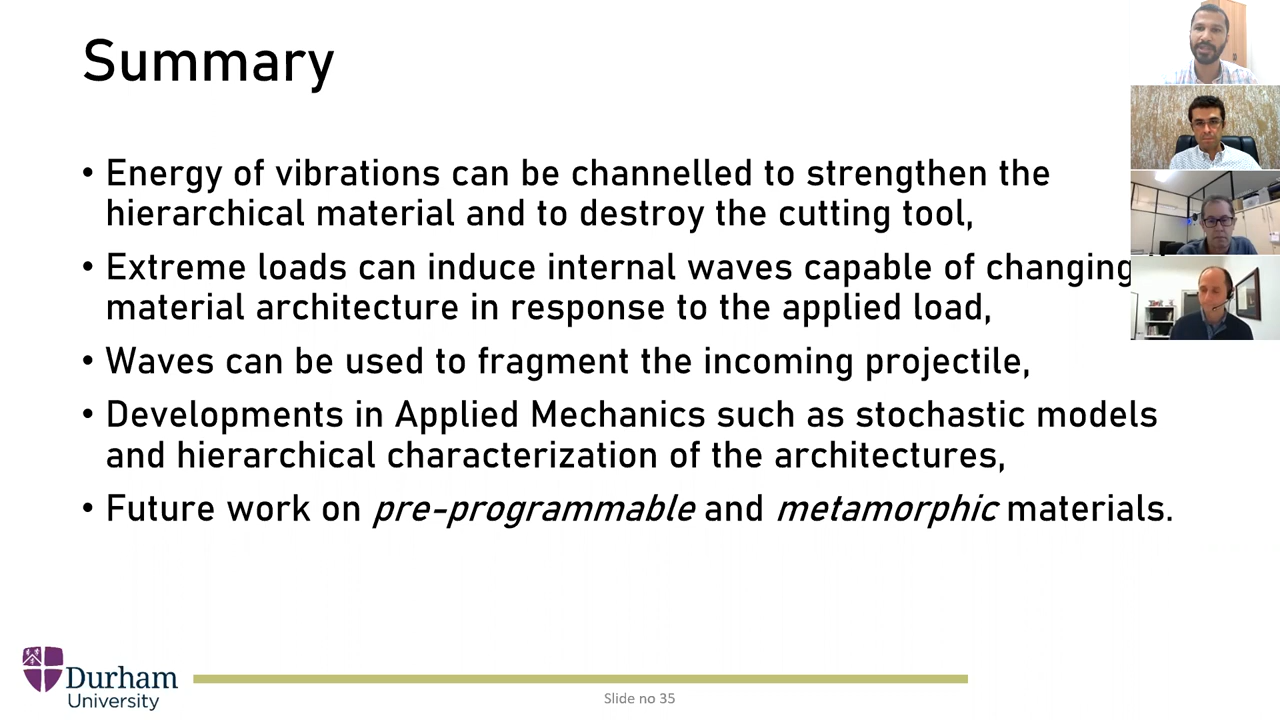 Summary
• Energy of vibrations can be channelled to strengthen the
hierarchical material and to destroy the cutting tool,
• Extreme loads can induce internal waves capable of changing
material architecture in response to the applied load,
• Waves can be used to fragment the incoming projectile,
• Developments in Applied Mechanics such as stochastic models
and hierarchical characterization of the architectures,
• Future work on pre-programmable and metamorphic materials.
Durham
University
Slide no 35